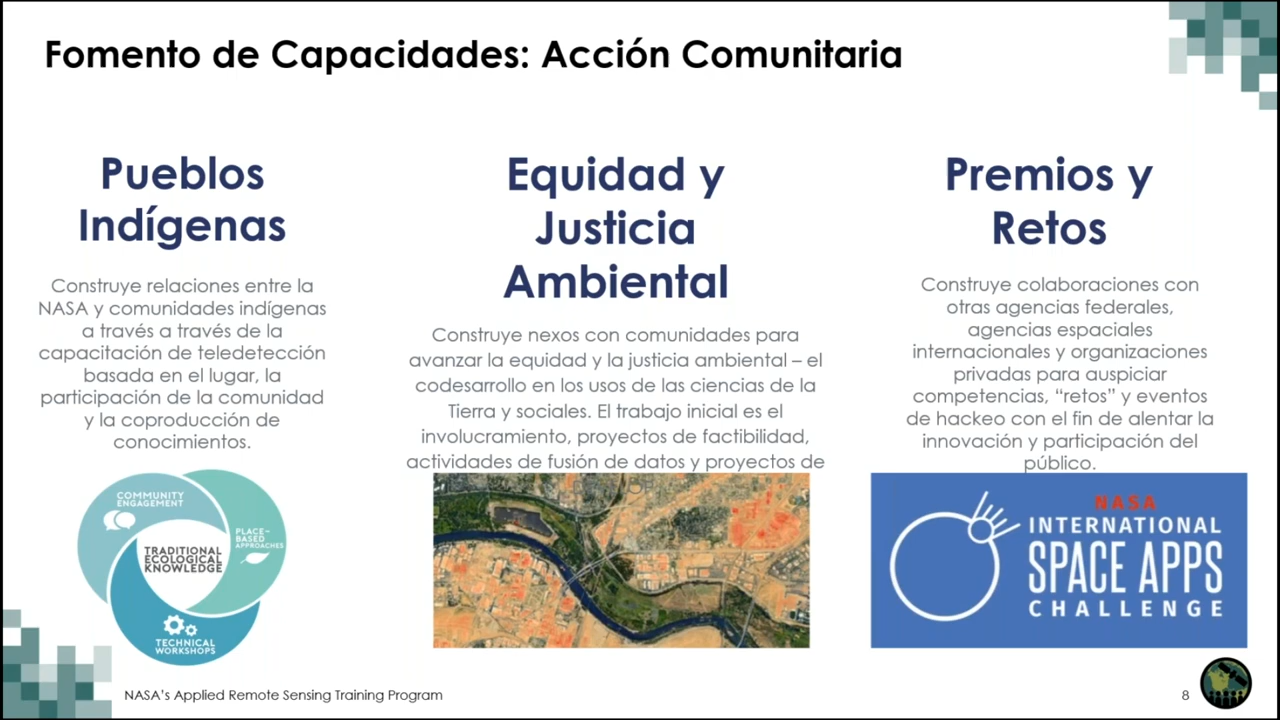 Fomento de Capacidades: Acción Comunitaria
Pueblos
Indígenas
Construye relaciones entre la
NASA y comunidades indígenas
a través a través de la
capacitación de teledetección
basada en el lugar, la
participación de la comunidad
y la coproducción de
conocimientos.
COMMUNITY
ENGAGEMENT
PLACE-
BASED
APPROACHES
TRADITIONAL
ECOLOGICAL
KNOWLEDGE
TECHNICAL
WORKSHOPS
Equidad y
Justicia
Ambiental
Construye nexos con comunidades para
avanzar la equidad y la justicia ambiental – el
codesarrollo en los usos de las ciencias de la
Tierra y sociales. El trabajo inicial es el
involucramiento, proyectos de factibilidad,
actividades de fusión de datos y proyectos de
Premios y
Retos
Construye colaboraciones con
otras agencias federales,
agencias espaciales
internacionales y organizaciones
privadas para auspiciar
competencias, “retos” y eventos
de hackeo con el fin de alentar la
innovación y participación del
público.
NASA
INTERNATIONAL
SPACE APPS
CHALLENGE
NASA’s Applied Remote Sensing Training Program
8